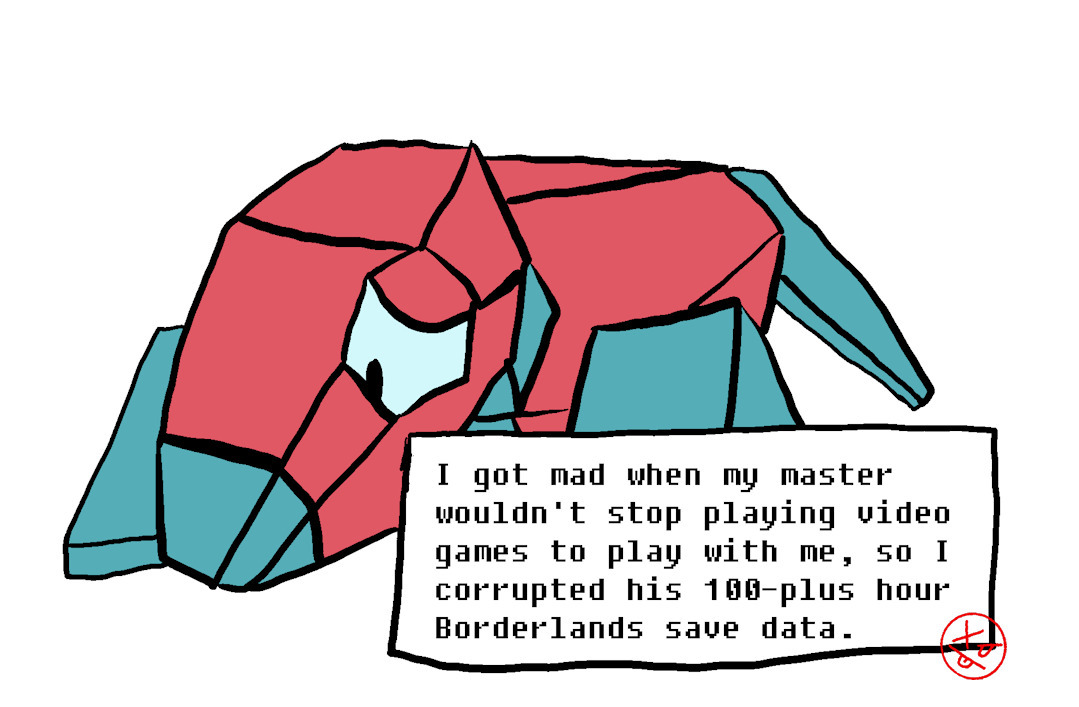 I got mad when my master
wouldn't stop playing video
games to play with me, so I
corrupted his 100-plus hour
Borderlands save data.